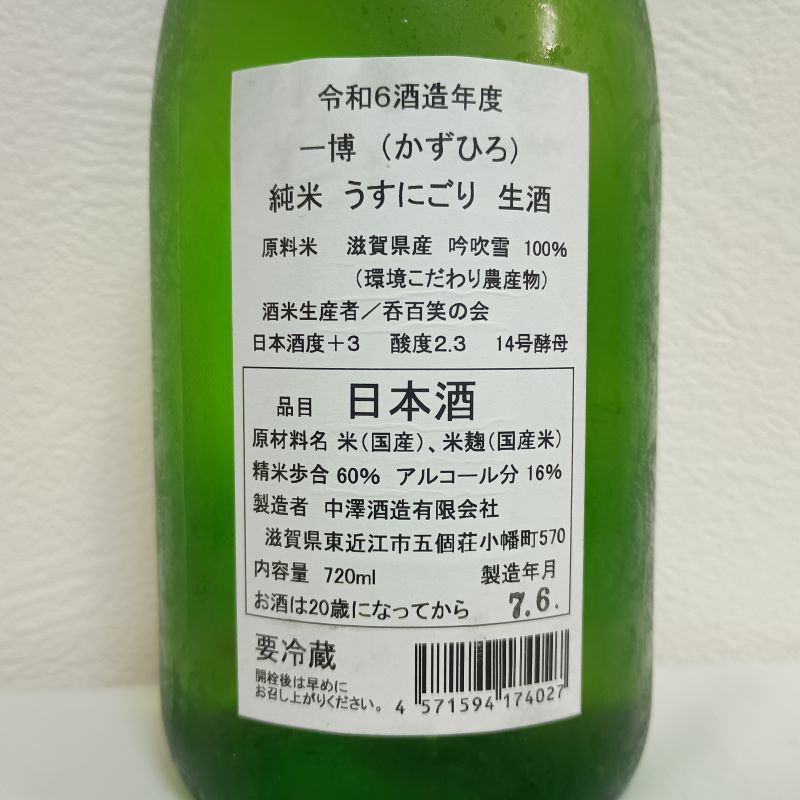 令和6酒造年度
一博 （かずひろ）
純米 うすにごり 生酒
原料米 滋賀県産 吟吹雪 100%
（環境こだわり農産物）
酒米生産者／呑百笑の会
日本酒度＋3 酸度2.3 14号酵母
品目 日本酒
原材料名 米（国産）、米麹（国産米）
精米歩合 60% アルコール分 16%
製造者 中澤酒造有限会社
滋賀県東近江市五個荘小幡町570
内容量 720ml 製造年月
お酒は20歳になってから 7.6.
要冷蔵
開栓後は早めに
お召し上がりください。
4 571594 174027